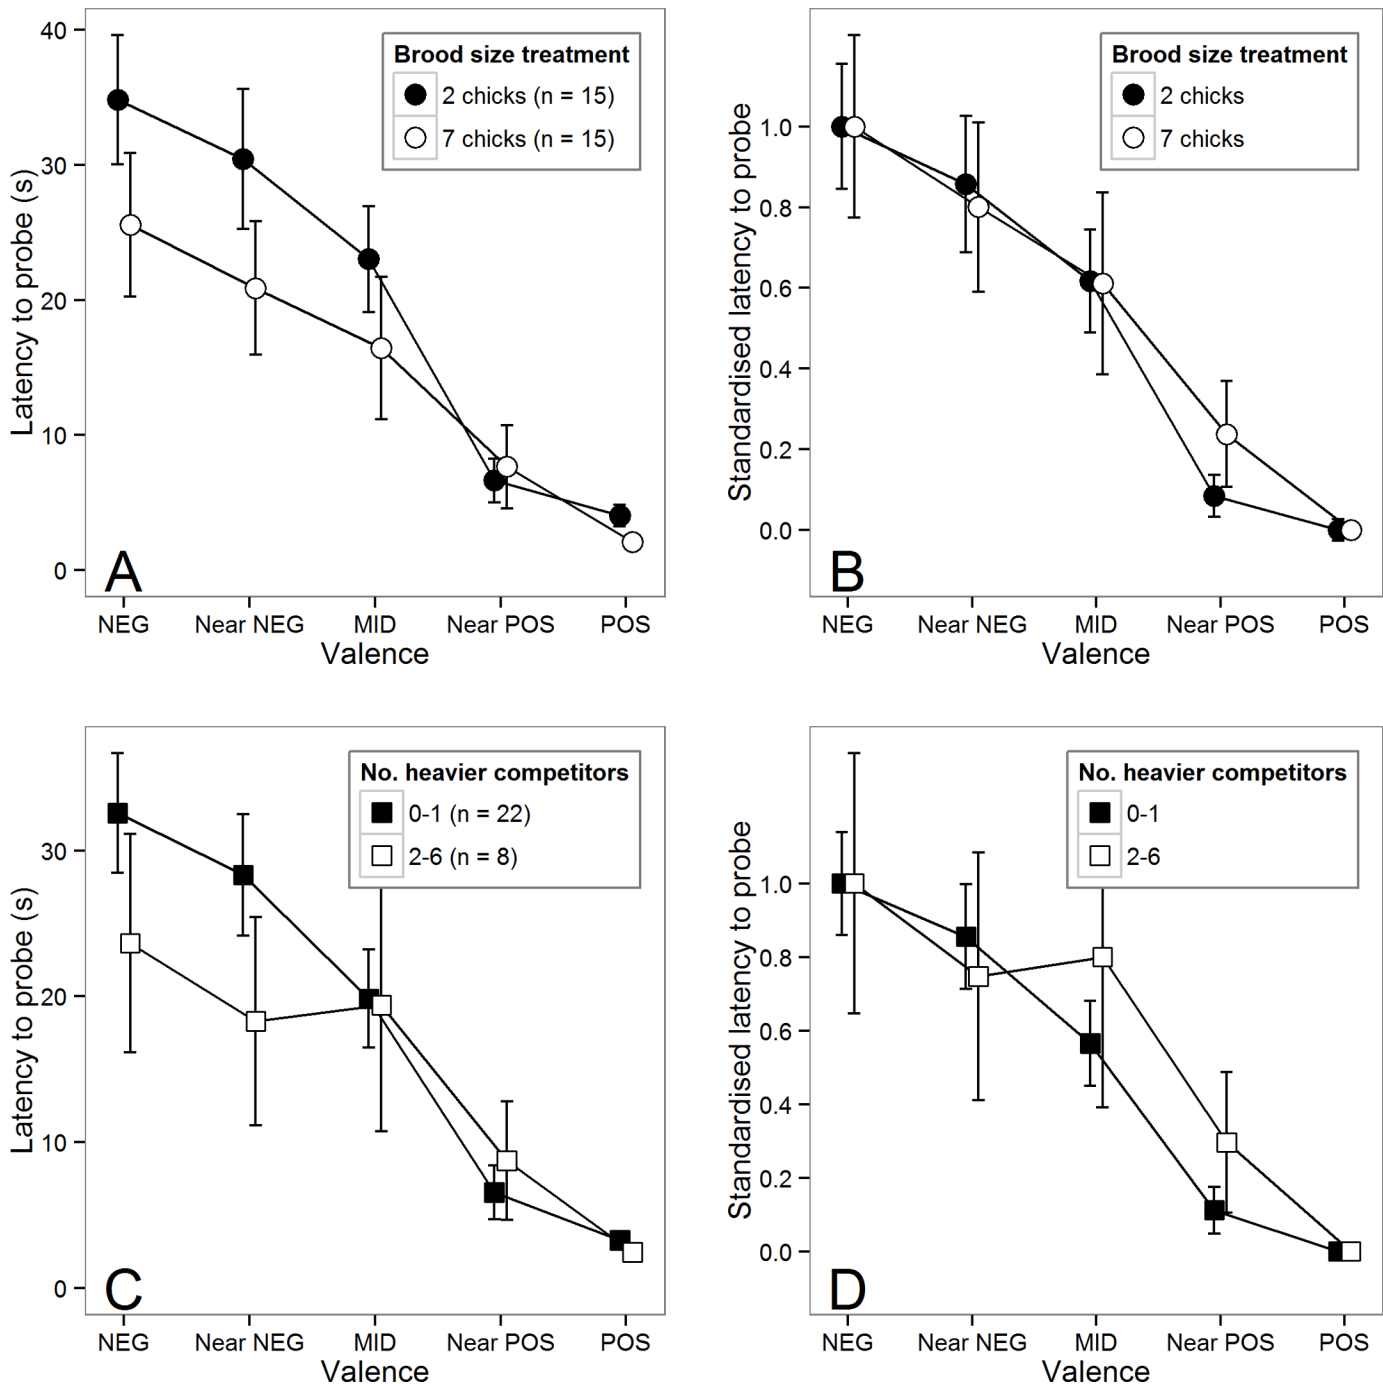 Brood size treatment
2 chicks (n = 15)
7 chicks (n = 15)
Latency to probe (s)
40
30
20
10
0
A
NEG Near NEG MID Near POS POS
Valence
Brood size treatment
2 chicks
7 chicks
Standardised latency to probe
1.0
0.8
0.6
0.4
0.2
0.0
B
NEG Near NEG MID Near POS POS
Valence
No. heavier competitors
0-1 (n = 22)
2-6 (n = 8)
Latency to probe (s)
30
20
10
0
C
NEG Near NEG MID Near POS POS
Valence
No. heavier competitors
0-1
2-6
Standardised latency to probe
1.0
0.8
0.6
0.4
0.2
0.0
D
NEG Near NEG MID Near POS POS
Valence